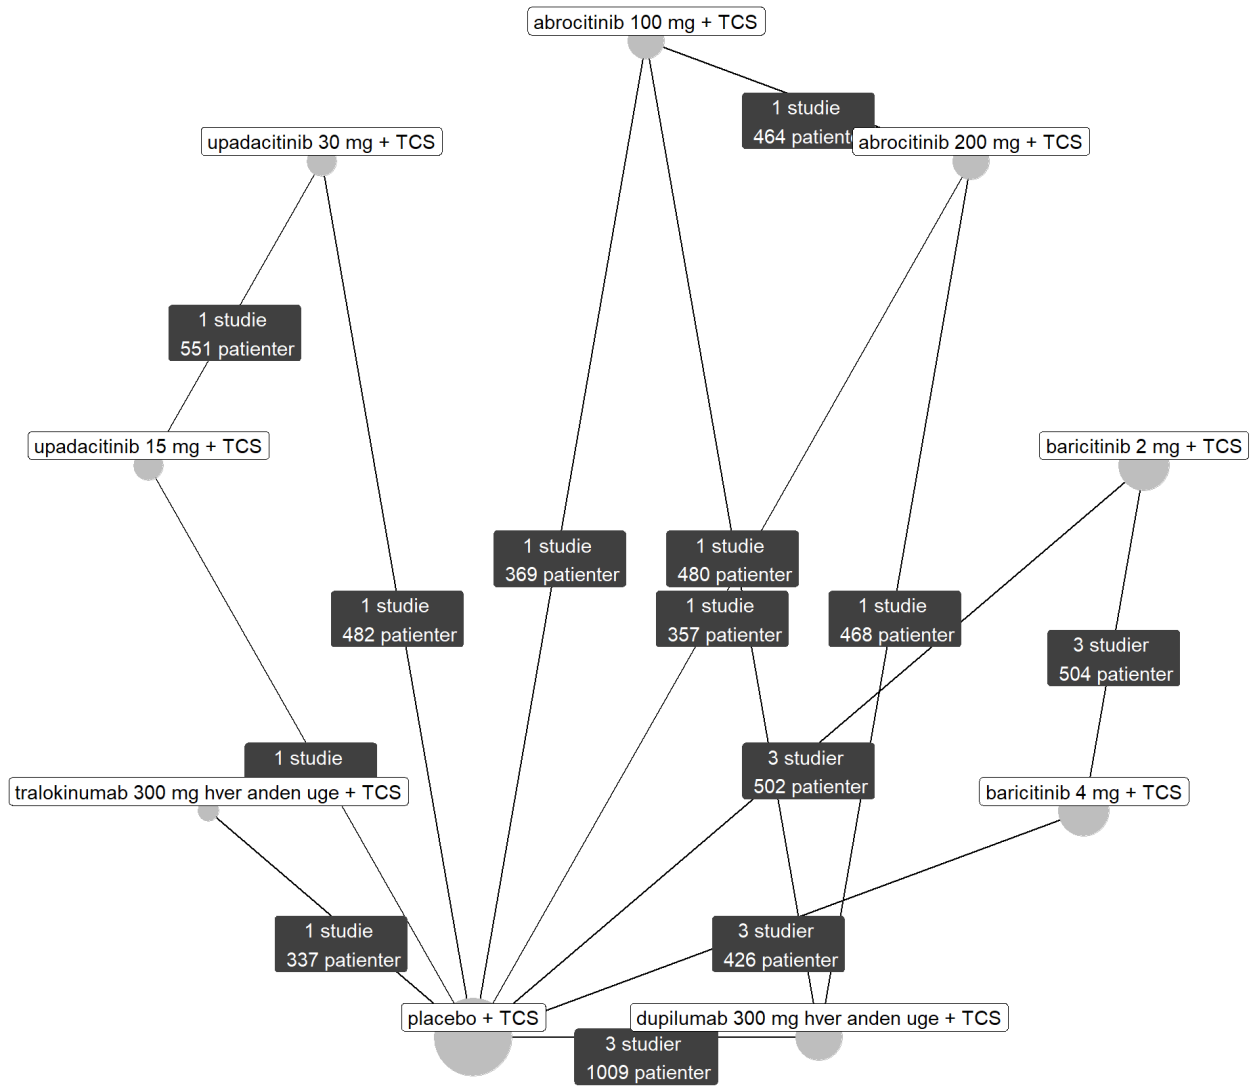 abrocitinib 100 mg + TCS
1 studie
464 patiente
upadacitinib 30 mg + TCS
abrocitinib 200 mg + TCS
1 studie
551 patienter
upadacitinib 15 mg + TCS
baricitinib 2 mg + TCS
1 studie
369 patienter
1 studie
480 patienter
1 studie
482 patienter
1 studie
357 patienter
1 studie
468 patienter
3 studier
504 patienter
1 studie
tralokinumab 300 mg hver anden uge + TCS
3 studier
502 patienter
baricitinib 4 mg + TCS
1 studie
337 patienter
3 studier
426 patienter
placebo + TCS
dupilumab 300 mg hver anden uge + TCS
3 studier
1009 patienter